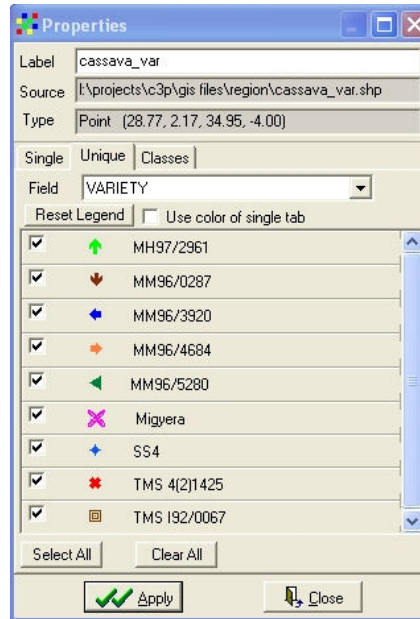 Properties
Label cassava_var
Source I:\projects\c3p\gis files\region\cassava_var.shp
Type Point (28.77, 2.17, 34.95, -4.00)
Single Unique Classes
Field VARIETY
Reset Legend Use color of single tab
MH97/2961
MM96/0287
MM96/3920
MM96/4684
MM96/5280
Migyera
SS4
TMS 4(2)1425
TMS I92/0067
Select All Clear All
Apply Close